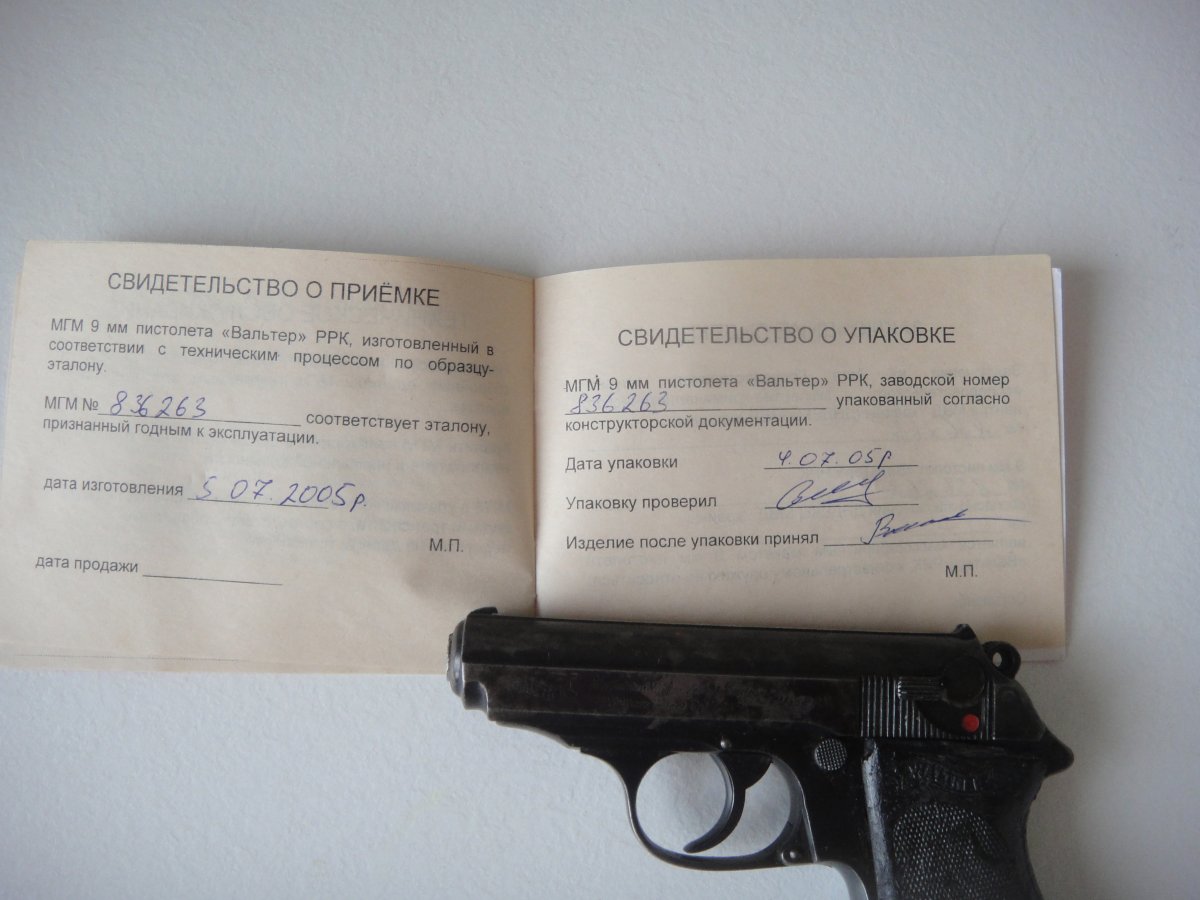 СВИДЕТЕЛЬСТВО О ПРИЁМКЕ
МГМ 9 мм пистолета «Вальтер» РРК, изготовленный в
соответствии с техническим процессом по образцу-
эталону.
МГМ № 836263 соответствует эталону,
признанный годным к эксплуатации.
дата изготовления 5 07. 2005г.
М.П.
дата продажи
СВИДЕТЕЛЬСТВО О УПАКОВКЕ
МГМ 9 мм пистолета «Вальтер» РРК, заводской номер
836263 упакованный согласно
конструкторской документации.
Дата упаковки 4.07.05г
Упаковку проверил
Изделие после упаковки принял
М.П.